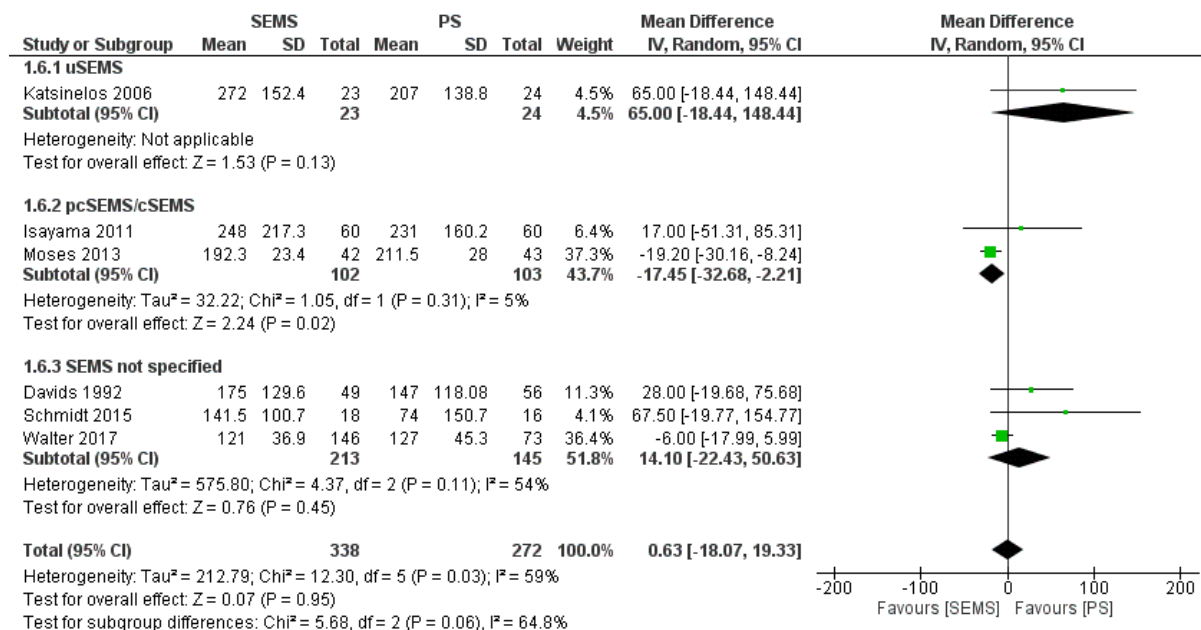 SEMS PS Mean Difference Mean Difference
Study or Subgroup Mean SD Total Mean SD Total Weight IV, Random, 95% CI IV, Random, 95% CI
1.6.1 uSEMS
Katsinelos 2006 272 152.4 23 207 138.8 24 4.5% 65.00 [-18.44, 148.44]
Subtotal (95% CI) 23 24 4.5% 65.00 [-18.44, 148.44]
Heterogeneity: Not applicable
Test for overall effect: Z = 1.53 (P = 0.13)
1.6.2 pcSEMS/cSEMS
Isayama 2011 248 217.3 60 231 160.2 60 6.4% 17.00 [-51.31, 85.31]
Moses 2013 192.3 23.4 42 211.5 28 43 37.3% -19.20 [-30.16, -8.24]
Subtotal (95% CI) 102 103 43.7% -17.45 [-32.68, -2.21]
Heterogeneity: Tau² = 32.22; Chi² = 1.05, df = 1 (P = 0.31); I² = 5%
Test for overall effect: Z = 2.24 (P = 0.02)
1.6.3 SEMS not specified
Davids 1992 175 129.6 49 147 118.08 56 11.3% 28.00 [-19.68, 75.68]
Schmidt 2015 141.5 100.7 18 74 150.7 16 4.1% 67.50 [-19.77, 154.77]
Walter 2017 121 36.9 146 127 45.3 73 36.4% -6.00 [-17.99, 5.99]
Subtotal (95% CI) 213 145 51.8% 14.10 [-22.43, 50.63]
Heterogeneity: Tau² = 575.80; Chi² = 4.37, df = 2 (P = 0.11); I² = 54%
Test for overall effect: Z = 0.76 (P = 0.45)
Total (95% CI) 338 272 100.0% 0.63 [-18.07, 19.33]
Heterogeneity: Tau² = 212.79; Chi² = 12.30, df = 5 (P = 0.03); I² = 59%
Test for overall effect: Z = 0.07 (P = 0.95)
Test for subgroup differences: Chi² = 5.68, df = 2 (P = 0.06), I² = 64.8%
-200 -100 0 100 200
Favours [SEMS] Favours [PS]